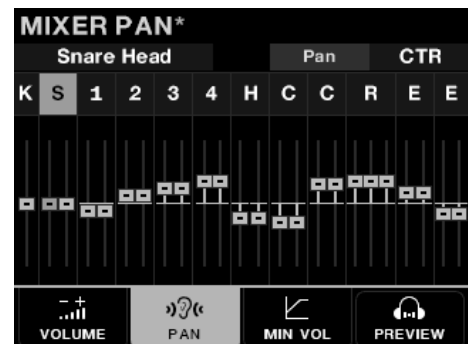 MIXER PAN*
Snare Head Pan CTR
K S 1 2 3 4 H C C R E E
VOLUME PAN MIN VOL PREVIEW